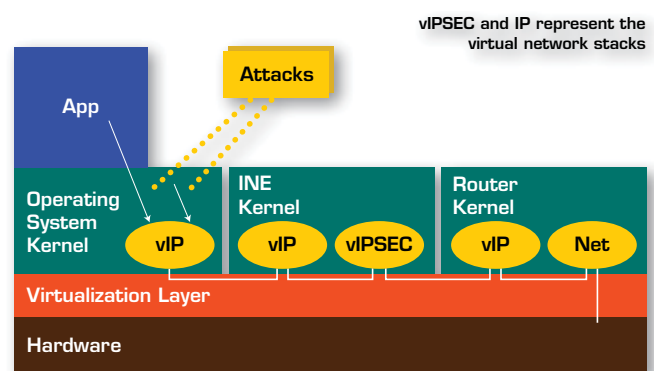 vIPSEC and IP represent the
virtual network stacks
Attacks
App
Operating
System
Kernel
vIP
INE
Kernel
vIP
vIPSEC
Router
Kernel
vIP
Net
Virtualization Layer
Hardware